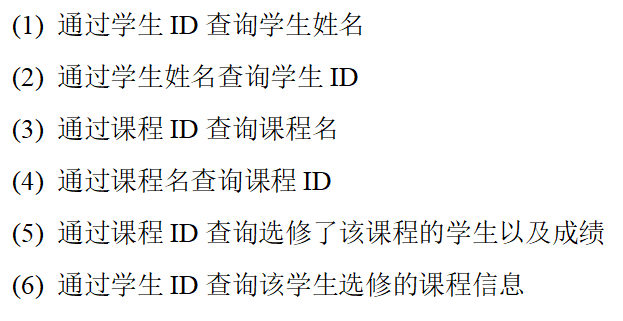 (1) 通过学生 ID 查询学生姓名
(2) 通过学生姓名查询学生 ID
(3) 通过课程 ID 查询课程名
(4) 通过课程名查询课程 ID
(5) 通过课程 ID 查询选修了该课程的学生以及成绩
(6) 通过学生 ID 查询该学生选修的课程信息